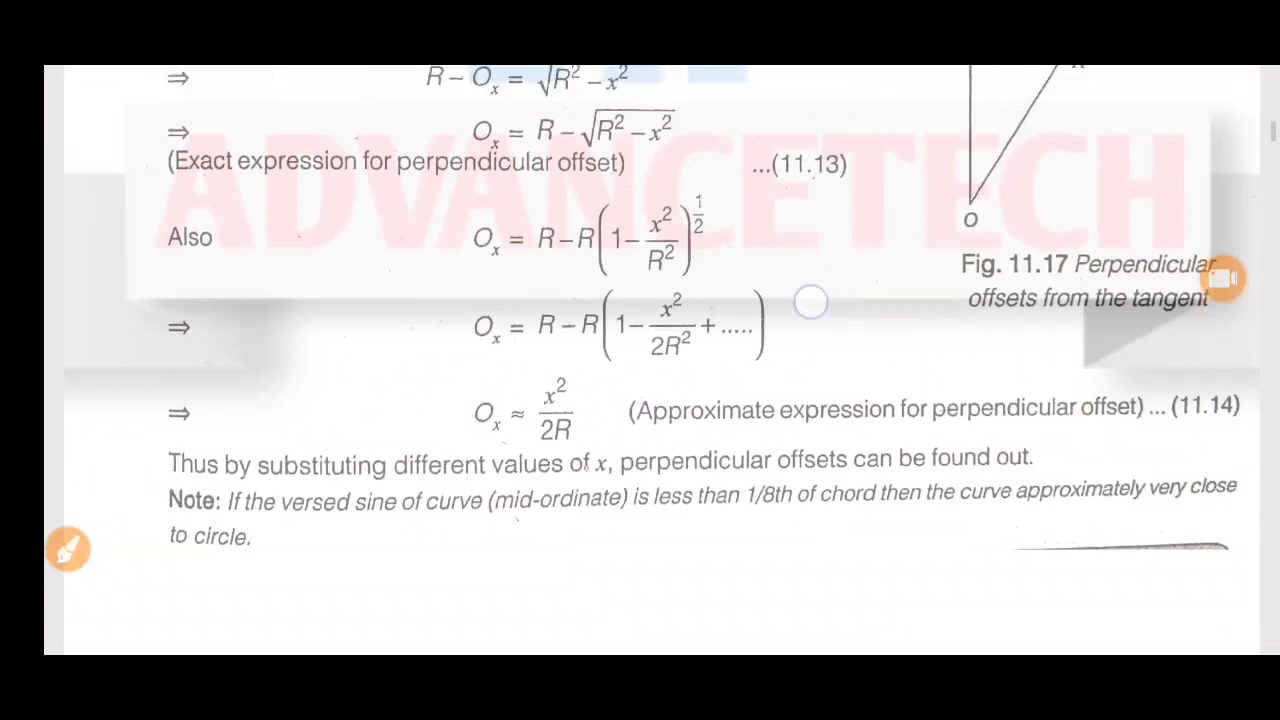 ⇒ R – Oₓ = √R² – x²
⇒ Oₓ = R – √(R² – x²)
(Exact expression for perpendicular offset) ...(11.13)
Also Oₓ = R – R(1 – x²/R²)^(1/2)
⇒ Oₓ = R – R(1 – x²/2R² + .....)
⇒ Oₓ ≈ x²/2R (Approximate expression for perpendicular offset) ... (11.14)
Thus by substituting different values of x, perpendicular offsets can be found out.
Note: If the versed sine of curve (mid-ordinate) is less than 1/8th of chord then the curve approximately very close
to circle.
O
Fig. 11.17 Perpendicular
offsets from the tangent
ADVANCETECH